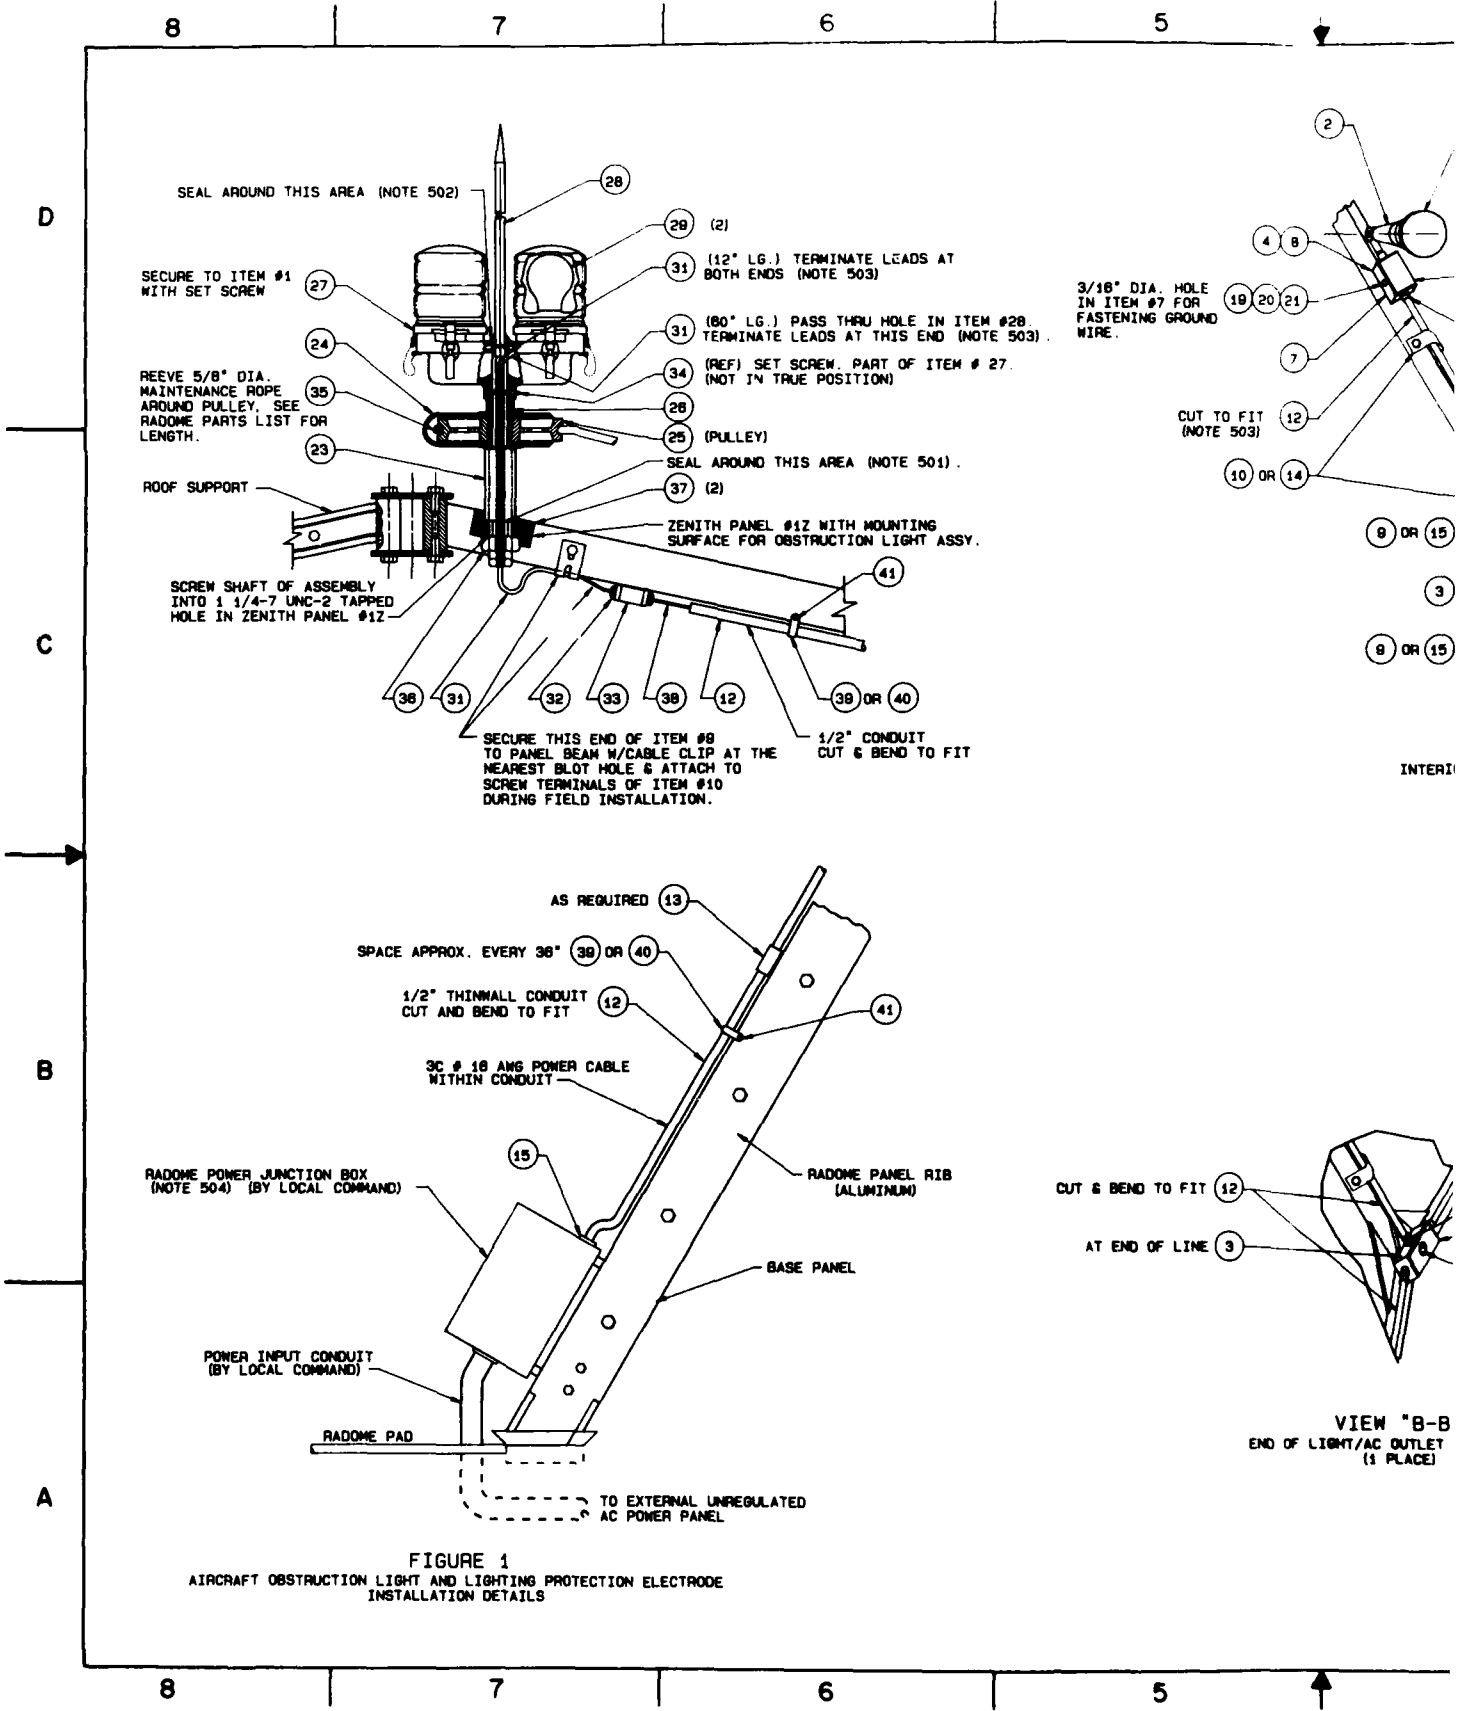 8 7 6 5
D
C
B
A
SEAL AROUND THIS AREA (NOTE 502)
28
29 (2)
31 (12" LG.) TERMINATE LEADS AT
BOTH ENDS (NOTE 503)
SECURE TO ITEM #1
WITH SET SCREW
27
31 (60" LG.) PASS THRU HOLE IN ITEM #28.
TERMINATE LEADS AT THIS END (NOTE 503).
24
34 (REF) SET SCREW. PART OF ITEM # 27.
(NOT IN TRUE POSITION)
REEVE 5/8" DIA.
MAINTENANCE ROPE
AROUND PULLEY, SEE
RADOME PARTS LIST FOR
LENGTH.
35
26
25 (PULLEY)
23
SEAL AROUND THIS AREA (NOTE 501).
37 (2)
ROOF SUPPORT
ZENITH PANEL #1Z WITH MOUNTING
SURFACE FOR OBSTRUCTION LIGHT ASSY.
41
SCREW SHAFT OF ASSEMBLY
INTO 1 1/4-7 UNC-2 TAPPED
HOLE IN ZENITH PANEL #1Z
36 31 32 33 38 12 39 OR 40
SECURE THIS END OF ITEM #9
TO PANEL BEAM W/CABLE CLIP AT THE
NEAREST BLOT HOLE & ATTACH TO
SCREW TERMINALS OF ITEM #10
DURING FIELD INSTALLATION.
1/2" CONDUIT
CUT & BEND TO FIT
2
4 8
3/16" DIA. HOLE
IN ITEM #7 FOR
FASTENING GROUND
WIRE.
19 20 21
7
CUT TO FIT
(NOTE 503)
12
10 OR 14
9 OR 15
3
9 OR 15
INTERI
AS REQUIRED 13
SPACE APPROX. EVERY 36" 39 OR 40
1/2" THINWALL CONDUIT
CUT AND BEND TO FIT
12
41
3C # 16 AWG POWER CABLE
WITHIN CONDUIT
15
RADOME POWER JUNCTION BOX
(NOTE 504) (BY LOCAL COMMAND)
RADOME PANEL RIB
(ALUMINUM)
BASE PANEL
POWER INPUT CONDUIT
(BY LOCAL COMMAND)
RADOME PAD
TO EXTERNAL UNREGULATED
AC POWER PANEL
FIGURE 1
AIRCRAFT OBSTRUCTION LIGHT AND LIGHTING PROTECTION ELECTRODE
INSTALLATION DETAILS
CUT & BEND TO FIT 12
AT END OF LINE 3
VIEW "B-B
END OF LIGHT/AC OUTLET
(1 PLACE)
8 7 6 5